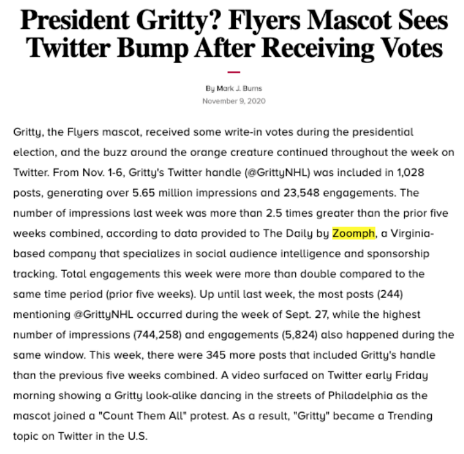 President Gritty? Flyers Mascot Sees
Twitter Bump After Receiving Votes
By Mark J. Burns
November 9, 2020
Gritty, the Flyers mascot, received some write-in votes during the presidential
election, and the buzz around the orange creature continued throughout the week on
Twitter. From Nov. 1-6, Gritty's Twitter handle (@GrittyNHL) was included in 1,028
posts, generating over 5.65 million impressions and 23,548 engagements. The
number of impressions last week was more than 2.5 times greater than the prior five
weeks combined, according to data provided to The Daily by Zoomph, a Virginia-
based company that specializes in social audience intelligence and sponsorship
tracking. Total engagements this week were more than double compared to the
same time period (prior five weeks). Up until last week, the most posts (244)
mentioning @GrittyNHL occurred during the week of Sept. 27, while the highest
number of impressions (744,258) and engagements (5,824) also happened during the
same window. This week, there were 345 more posts that included Gritty's handle
than the previous five weeks combined. A video surfaced on Twitter early Friday
morning showing a Gritty look-alike dancing in the streets of Philadelphia as the
mascot joined a "Count Them All" protest. As a result, "Gritty" became a Trending
topic on Twitter in the U.S.